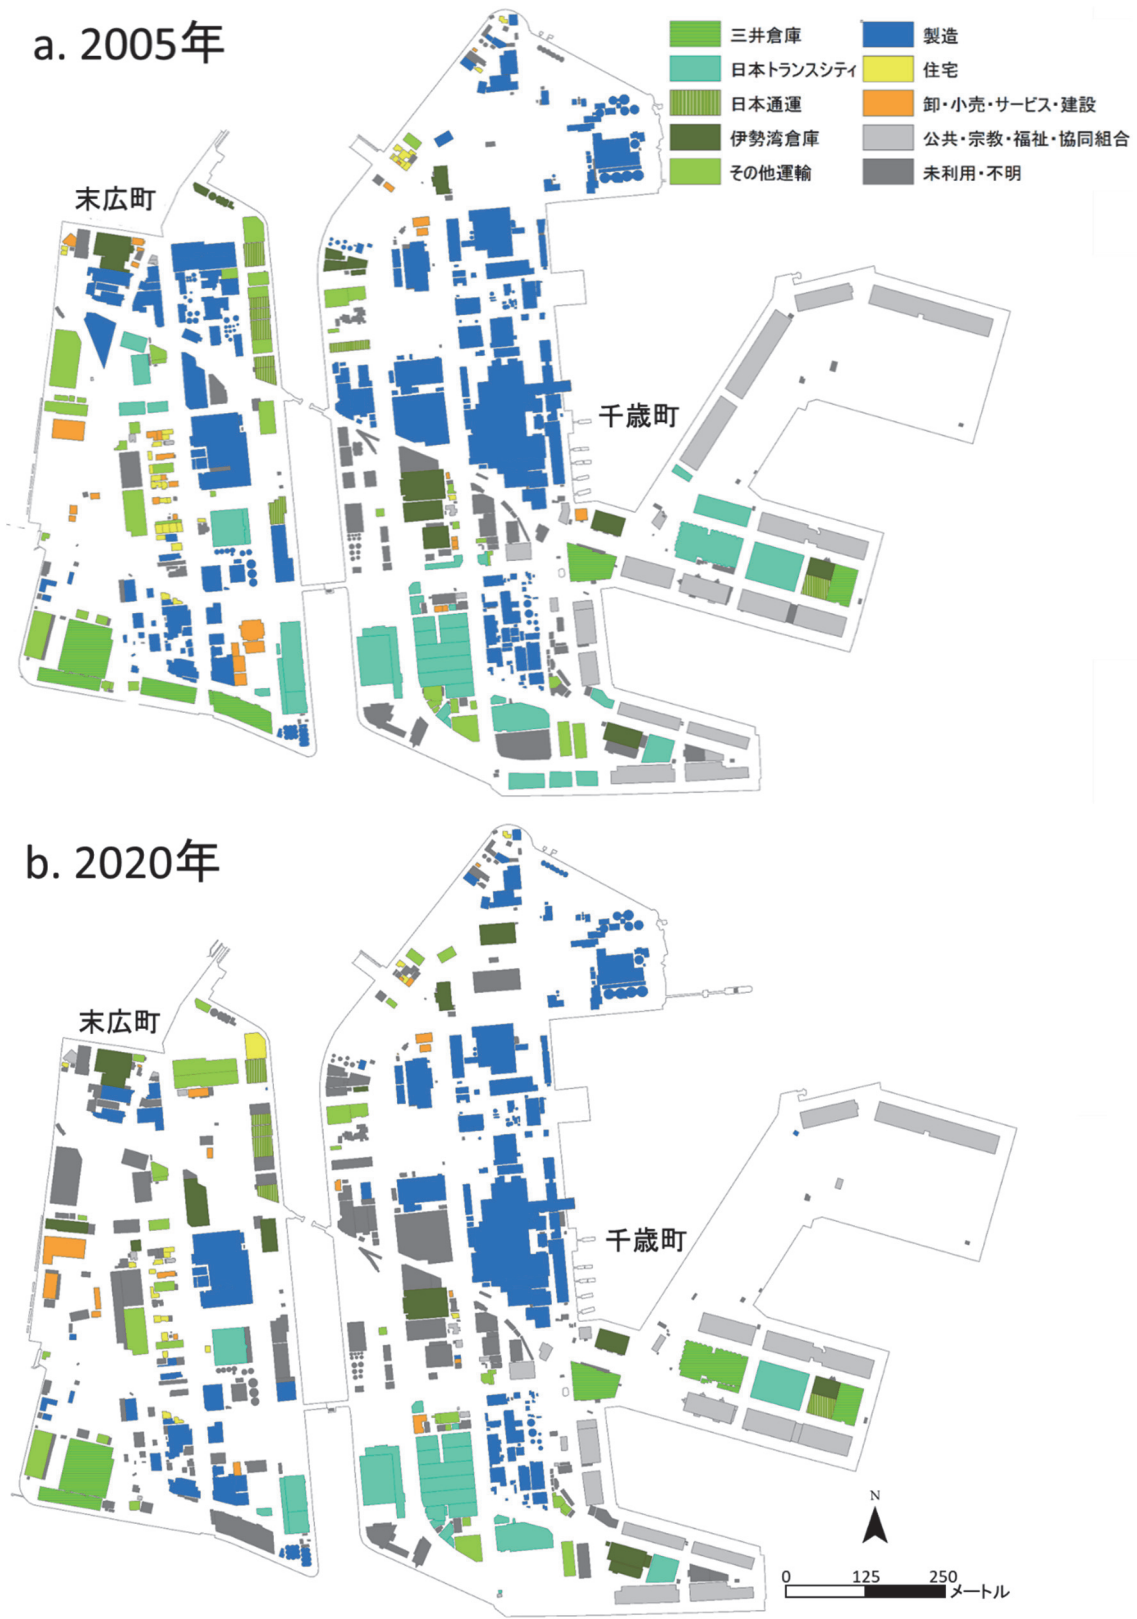 a. 2005年
三井倉庫
日本トランスシティ
日本通運
伊勢湾倉庫
その他運輸
製造
住宅
卸・小売・サービス・建設
公共・宗教・福祉・協同組合
未利用・不明
末広町
千歳町
b. 2020年
末広町
千歳町
N
0 125 250
メートル